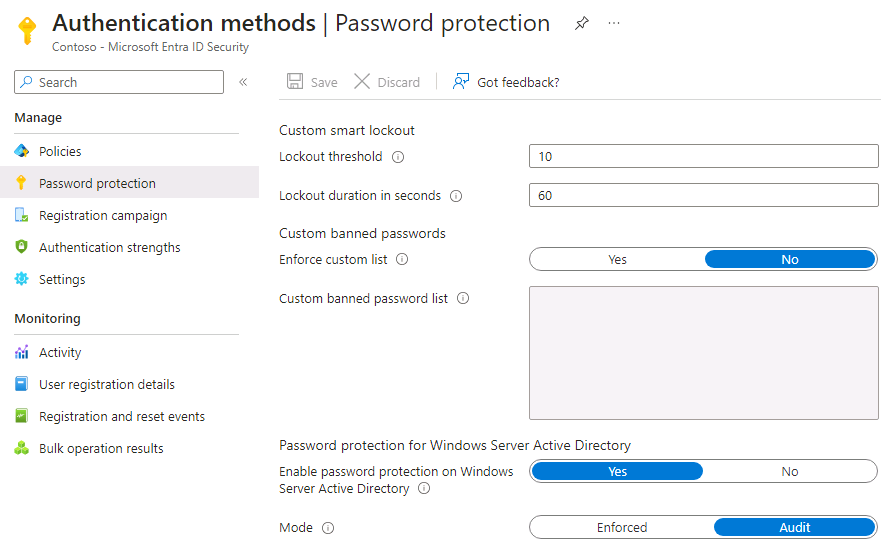 Authentication methods | Password protection ...
Contoso - Microsoft Entra ID Security
Search
«
Manage
Policies
Password protection
Registration campaign
Authentication strengths
Settings
Monitoring
Activity
User registration details
Registration and reset events
Bulk operation results
Save
Discard
Got feedback?
Custom smart lockout
Lockout threshold
10
Lockout duration in seconds
60
Custom banned passwords
Enforce custom list
Yes
No
Custom banned password list
Password protection for Windows Server Active Directory
Enable password protection on Windows
Server Active Directory
Yes
No
Mode
Enforced
Audit